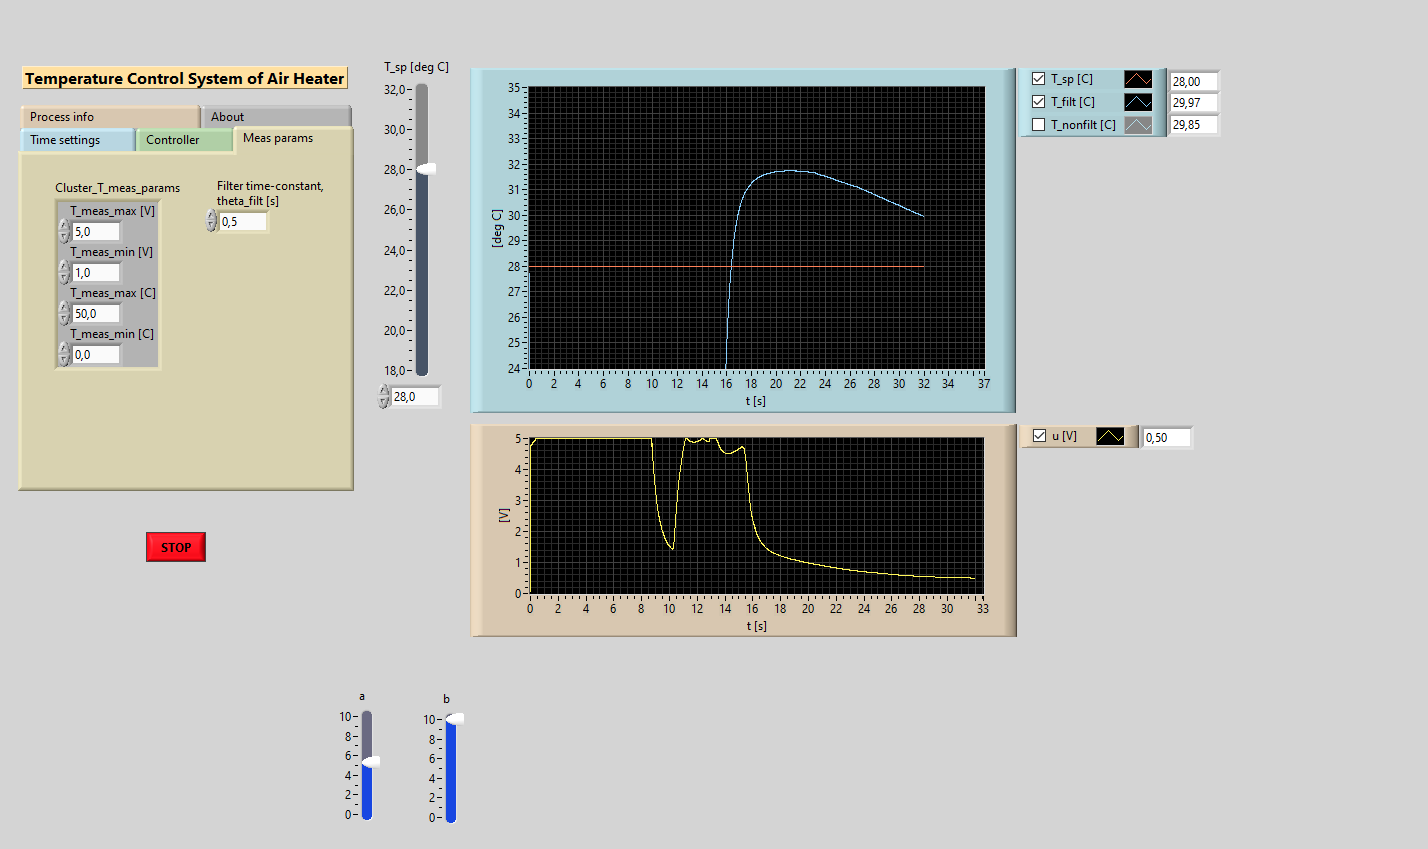 Temperature Control System of Air Heater
Process info
About
Time settings
Controller
Meas params
Cluster_T_meas_params
T_meas_max [V]
5,0
T_meas_min [V]
1,0
T_meas_max [C]
50,0
T_meas_min [C]
0,0
Filter time-constant,
theta_filt [s]
0,5
STOP
T_sp [deg C]
32,0
30,0
28,0
26,0
24,0
22,0
20,0
18,0
28,0
[deg C]
35
34
33
32
31
30
29
28
27
26
25
24
0 2 4 6 8 10 12 14 16 18 20 22 24 26 28 30 32 34 37
t [s]
T_sp [C] 28,00
T_filt [C] 29,97
T_nonfilt [C] 29,85
[V]
5
4
3
2
1
0
0 2 4 6 8 10 12 14 16 18 20 22 24 26 28 30 33
t [s]
u [V] 0,50
a
10
8
6
4
2
0
b
10
8
6
4
2
0